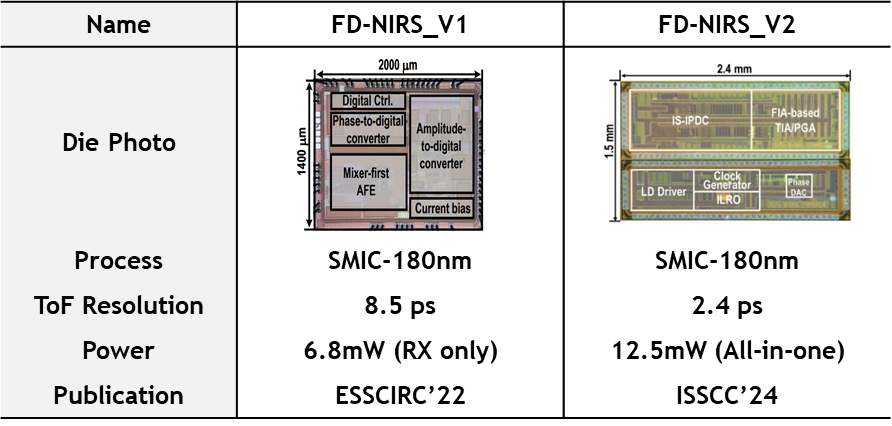 Name FD-NIRS_V1 FD-NIRS_V2
Die Photo
2000 µm
1400 µm
Digital Ctrl.
Phase-to-digital
converter
Mixer-first
AFE
Amplitude-
to-digital
converter
Current bias
2.4 mm
1.5 mm
IS-IPDC
FIA-based
TIA/PGA
LD Driver
Clock
Generator
ILRO
Phase
DAC
Process SMIC-180nm SMIC-180nm
ToF Resolution 8.5 ps 2.4 ps
Power 6.8mW (RX only) 12.5mW (All-in-one)
Publication ESSCIRC’22 ISSCC’24